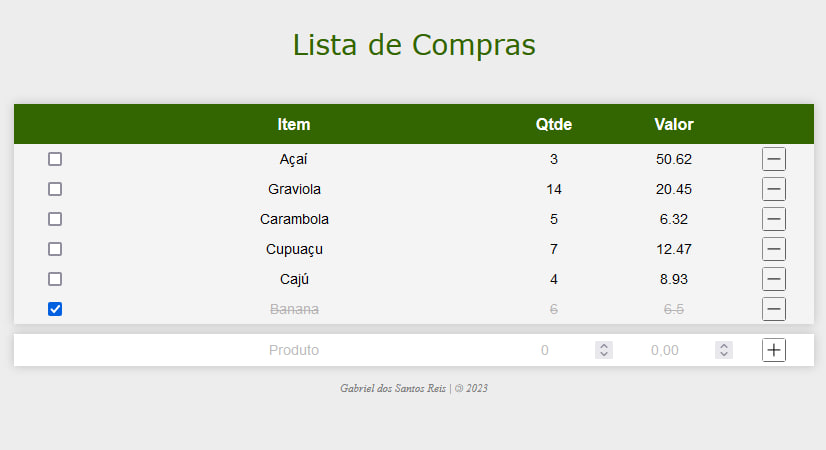 Lista de Compras
Item Qtde Valor
Açaí 3 50.62
Graviola 14 20.45
Carambola 5 6.32
Cupuaçu 7 12.47
Cajú 4 8.93
Banana 6 6.5
Produto 0 0,00
Gabriel dos Santos Reis | 🄯 2023